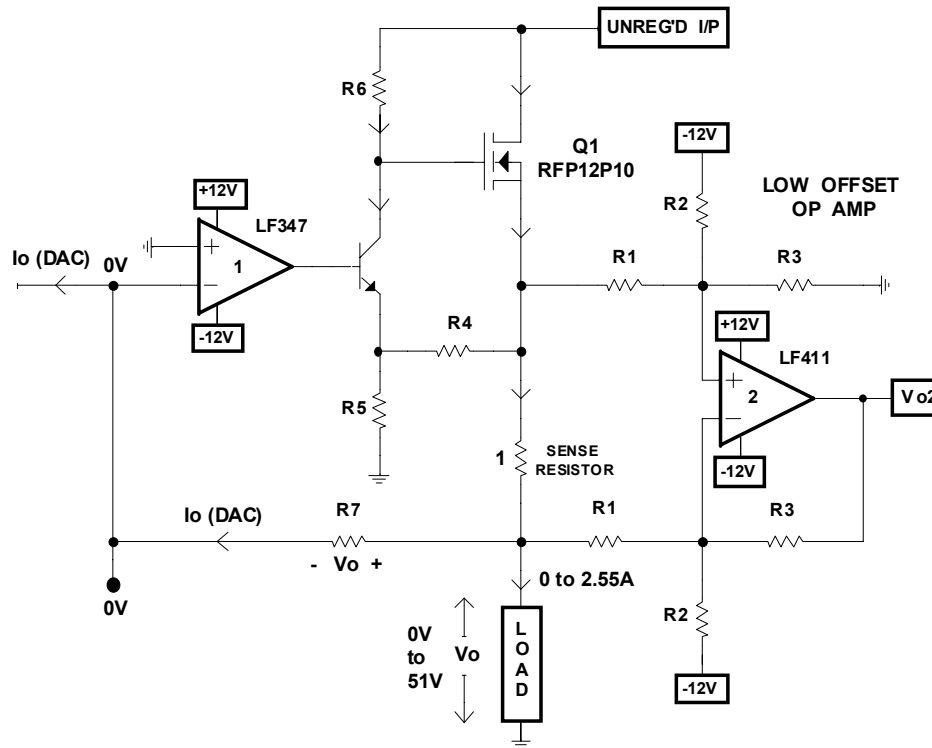 UNREG'D I/P
R6
Q1
RFP12P10
-12V
LOW OFFSET
OP AMP
R2
+12V
LF347
Io (DAC)
0V
+
1
−
-12V
R1
R3
+12V
LF411
R4
+
2
−
Vo2
R5
-12V
1
SENSE
RESISTOR
Io (DAC)
R7
R1
R3
- Vo +
0 to 2.55A
0V
R2
0V
to
51V
Vo
LOAD
-12V